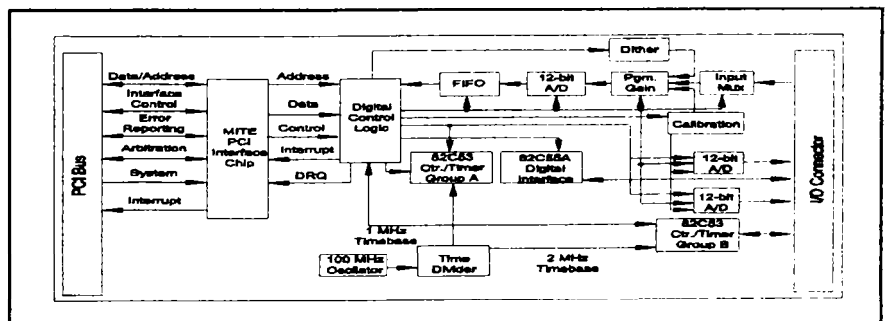 PCI Bus
Data/Address
Interface
Control
Error
Reporting
Arbitration
System
Interrupt
MITE
PCI
Interface
Chip
Address
Data
Control
Interrupt
DRQ
Digital
Control
Logic
Dither
FIFO
12-bit
A/D
Pgm.
Gain
Input
Mux
Calibration
82C53
Ctr./Timer
Group A
82C55A
Digital
Interface
12-bit
A/D
12-bit
A/D
82C53
Ctr./Timer
Group B
1 MHz
Timebase
100 MHz
Oscillator
Time
Divider
2 MHz
Timebase
I/O Connector